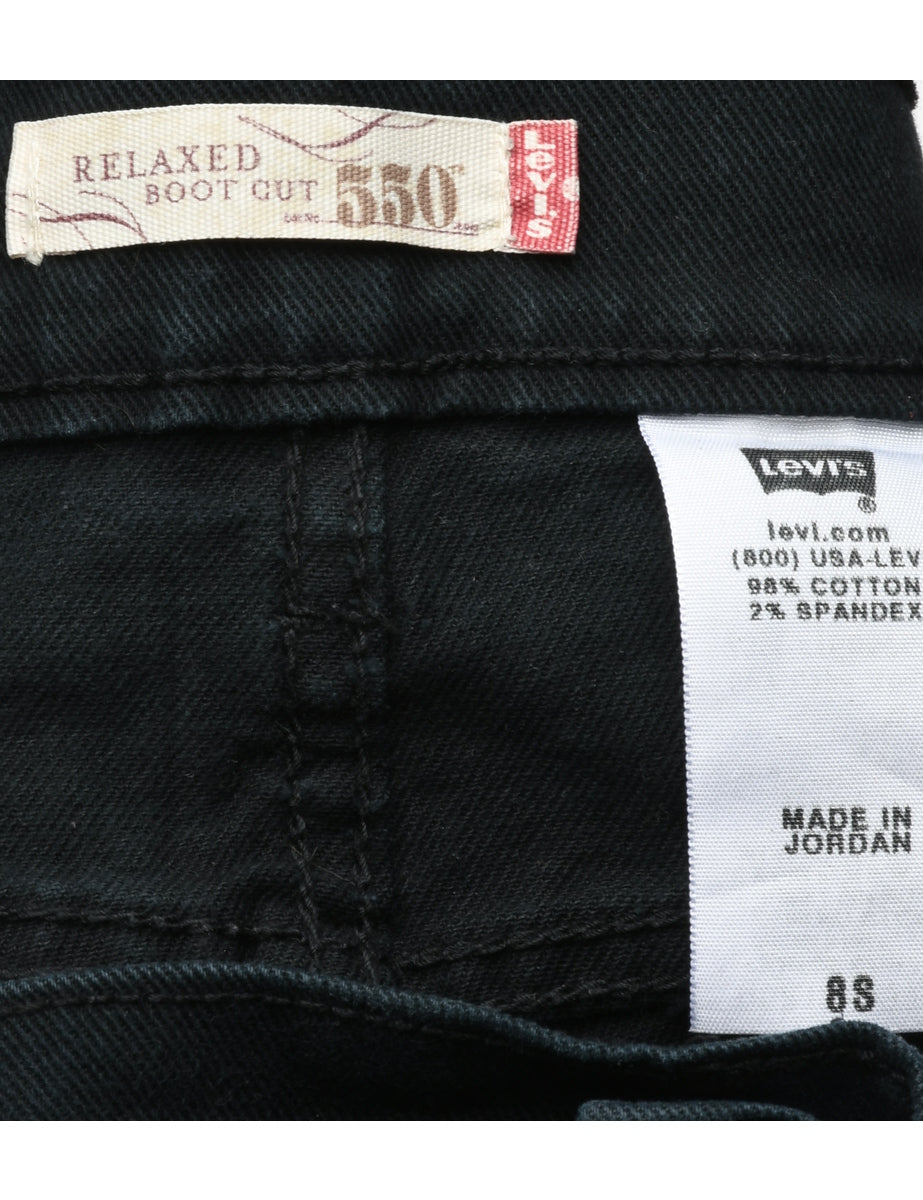 RELAXED
BOOT CUT
550
Levi's
Levi's
®
levi.com
(800) USA-LEV
98% COTTON
2% SPANDEX
MADE IN
JORDAN
8S